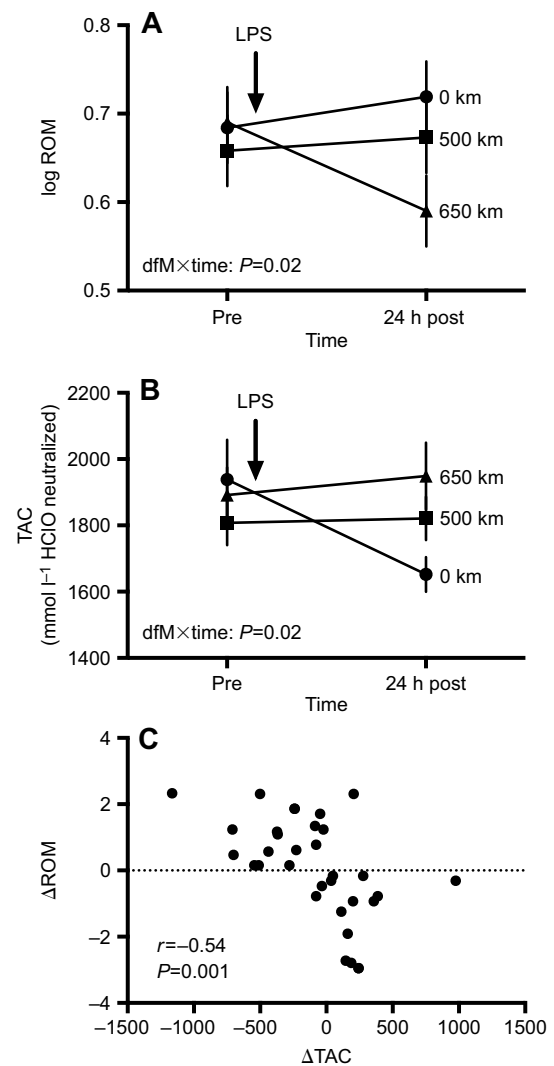 A
0.8
LPS
0 km
0.7
500 km
log ROM
0.6
650 km
dfM×time: P=0.02
0.5
Pre
24 h post
Time
B
2200
LPS
2000
650 km
TAC
(mmol l–1 HClO neutralized)
1800
500 km
1600
0 km
dfM×time: P=0.02
1400
Pre
24 h post
Time
C
4
2
ΔROM
0
–2
r=–0.54
P=0.001
–4
–1500 –1000 –500 0 500 1000 1500
ΔTAC